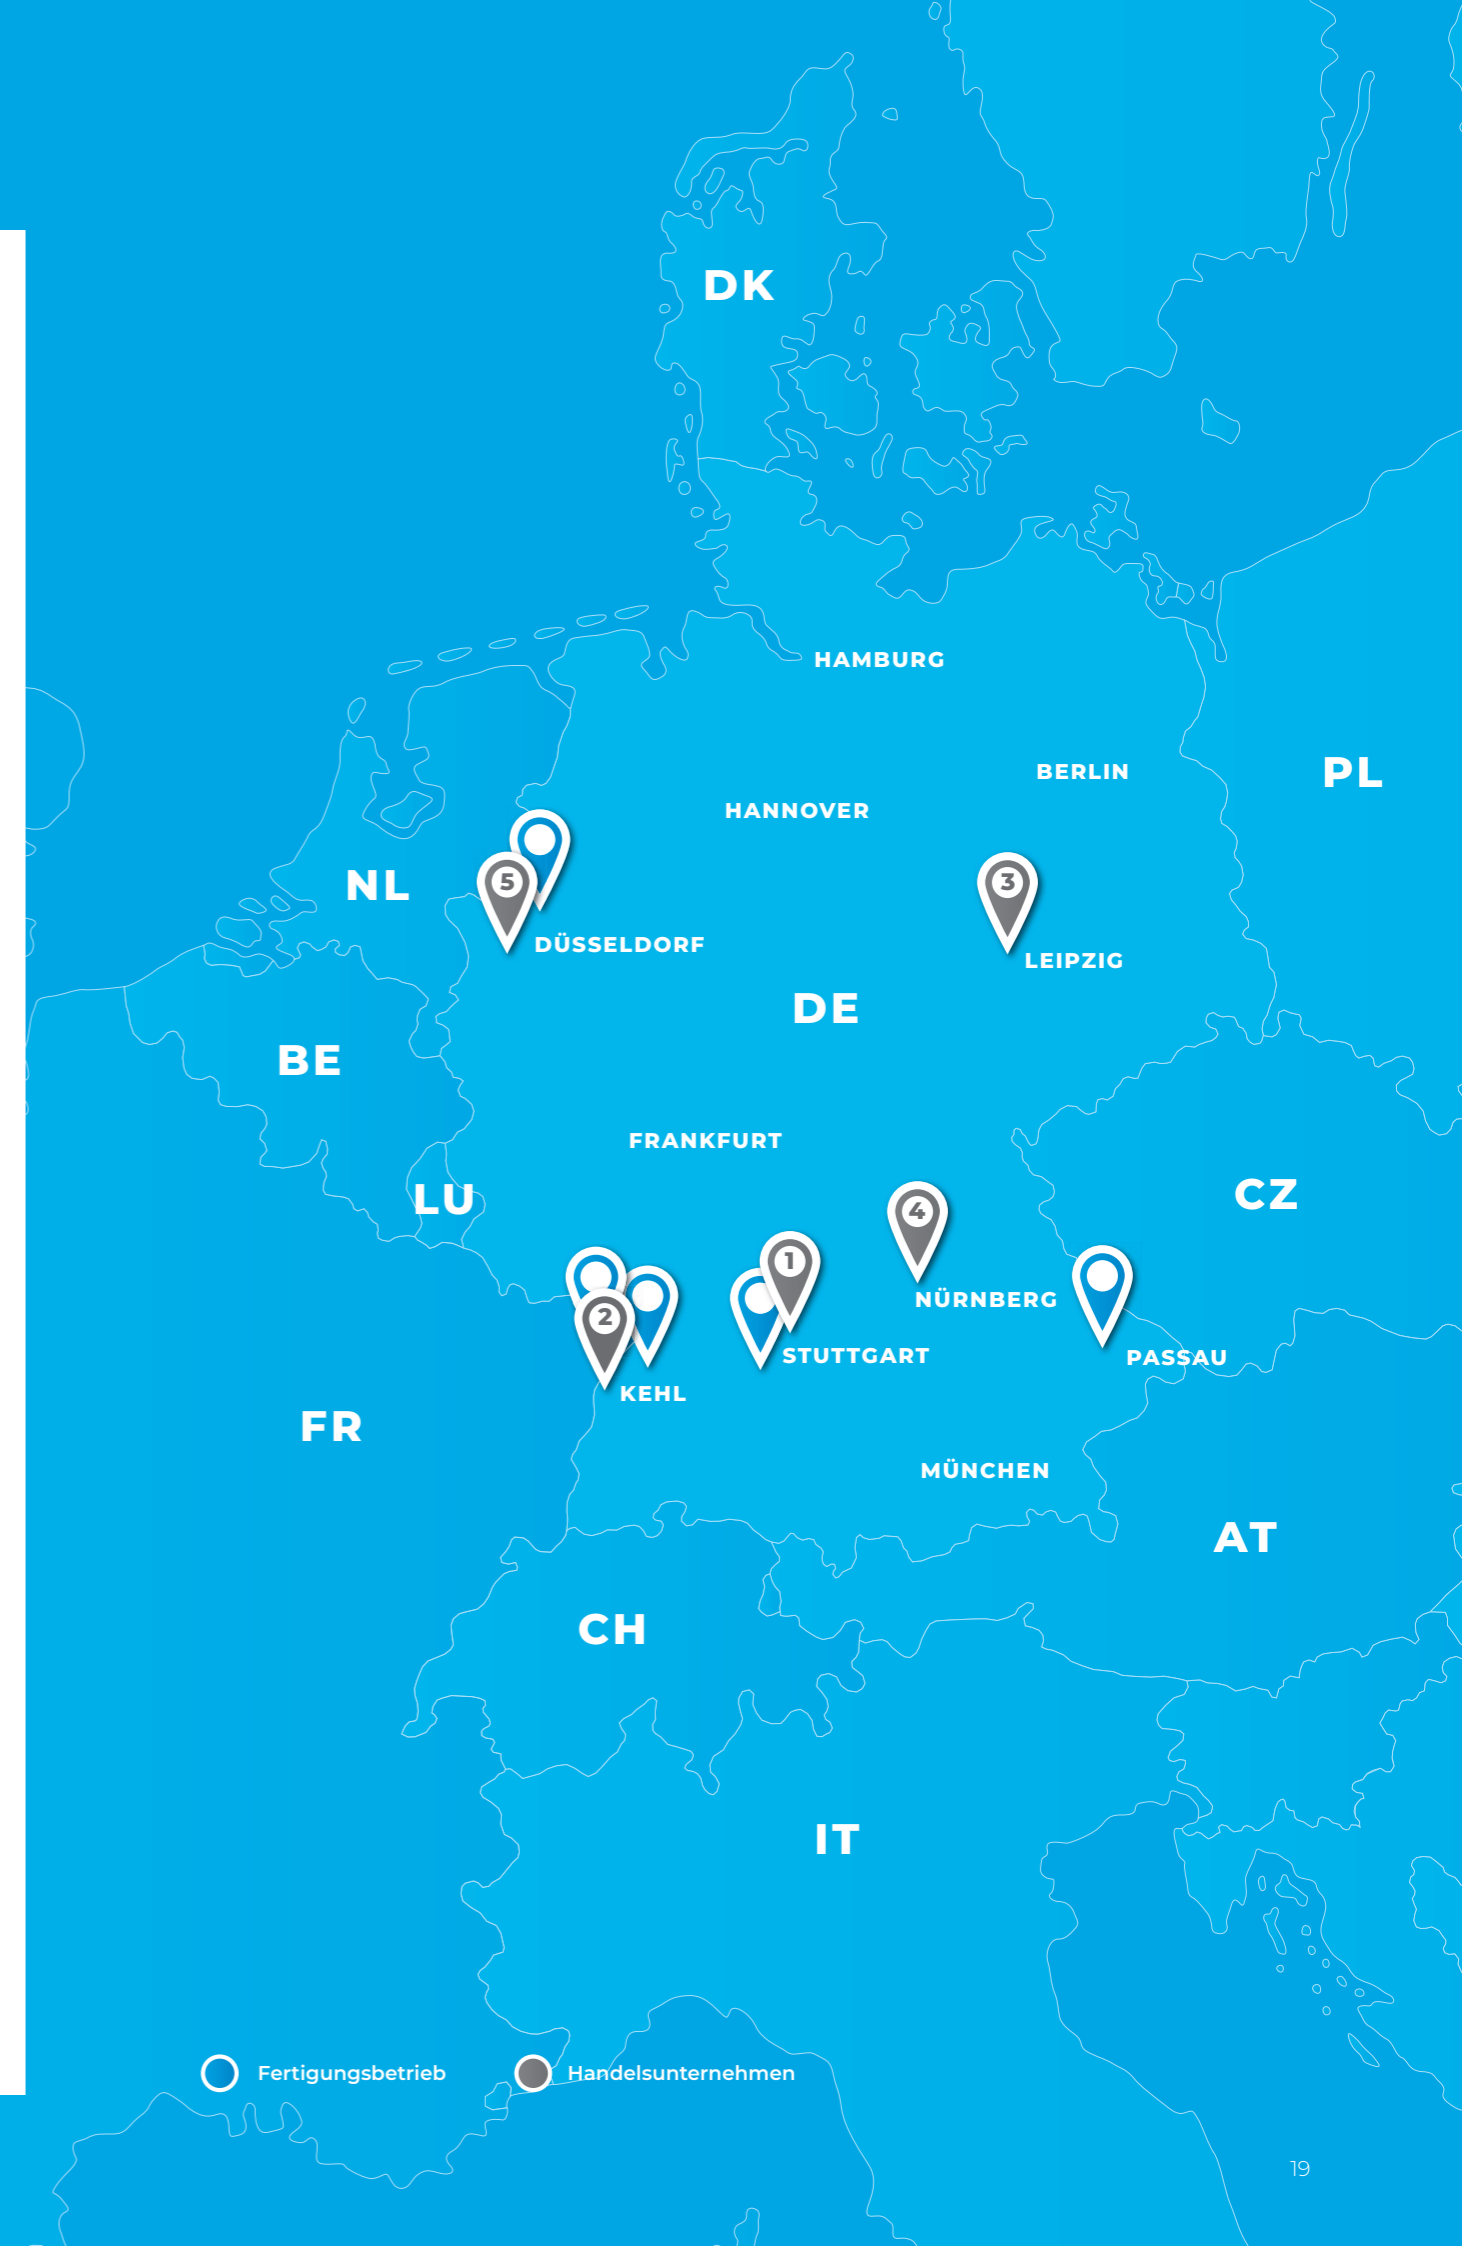 DK
HAMBURG
BERLIN
PL
HANNOVER
NL
5
3
DÜSSELDORF
LEIPZIG
DE
BE
FRANKFURT
LU
CZ
4
1
2
NÜRNBERG
STUTTGART
PASSAU
KEHL
FR
MÜNCHEN
AT
CH
IT
Fertigungsbetrieb
Handelsunternehmen
19